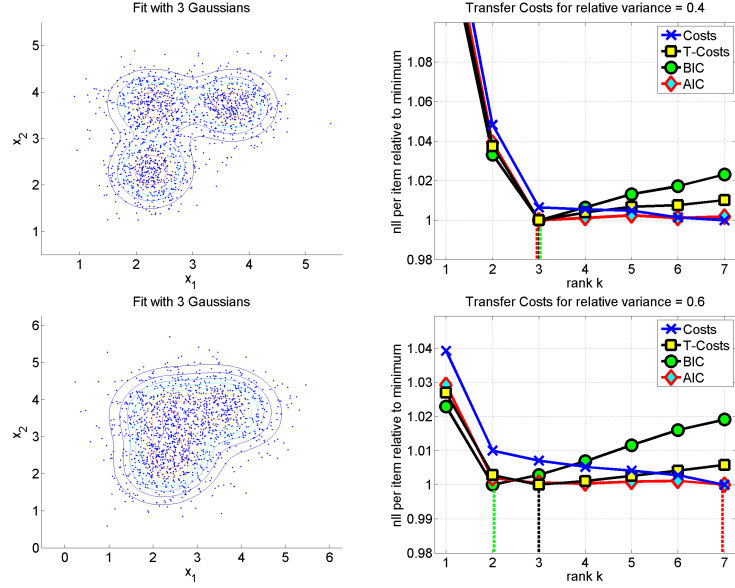 Fit with 3 Gaussians
5
4
3
2
1
x2
1
2
3
4
5
x1
Transfer Costs for relative variance = 0.4
1.08
1.06
1.04
1.02
1
0.98
nll per item relative to minimum
Costs
T-Costs
BIC
AIC
1
2
3
4
5
6
7
rank k
Fit with 3 Gaussians
6
5
4
3
2
1
0
x2
0
1
2
3
4
5
6
x1
Transfer Costs for relative variance = 0.6
1.04
1.03
1.02
1.01
1
0.99
0.98
nll per item relative to minimum
Costs
T-Costs
BIC
AIC
1
2
3
4
5
6
7
rank k